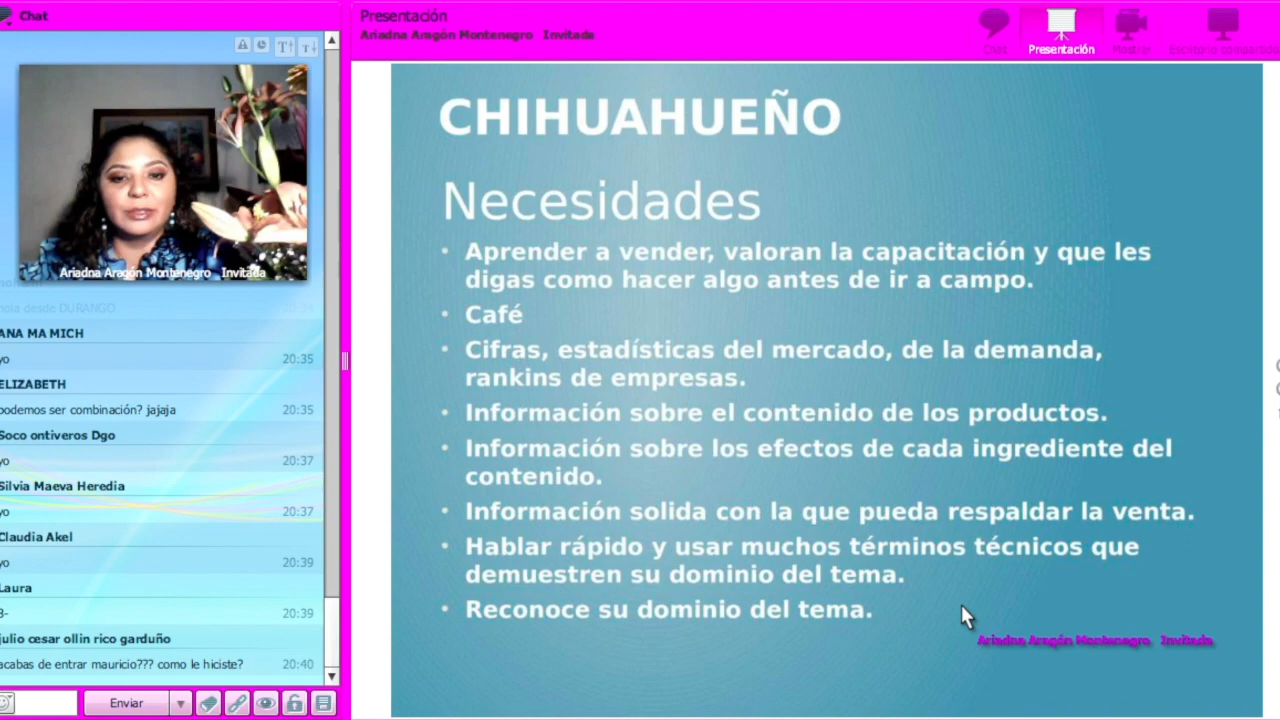 Chat
Ariadna Aragón Montenegro Invitada
hola desde DURANGO
ANA MA MICH
yo 20:35
ELIZABETH
podemos ser combinación? jajaja 20:35
Soco ontiveros Dgo
yo 20:37
Silvia Maeva Heredia
yo 20:37
Claudia Akel
yo 20:39
Laura
3- 20:39
julio cesar ollin rico garduño
acabas de entrar mauricio??? como le hiciste? 20:40
Enviar
Presentación
Ariadna Aragón Montenegro Invitada
Chat Presentación Mostrar Escritorio compartido
CHIHUAHUEÑO
Necesidades
• Aprender a vender, valoran la capacitación y que les
digas como hacer algo antes de ir a campo.
• Café
• Cifras, estadísticas del mercado, de la demanda,
rankins de empresas.
• Información sobre el contenido de los productos.
• Información sobre los efectos de cada ingrediente del
contenido.
• Información solida con la que pueda respaldar la venta.
• Hablar rápido y usar muchos términos técnicos que
demuestren su dominio del tema.
• Reconoce su dominio del tema.
Ariadna Aragón Montenegro Invitada